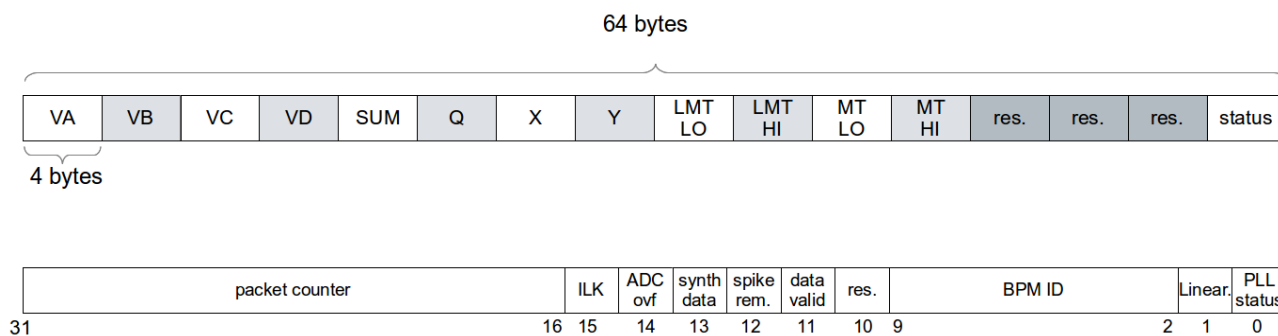 64 bytes
VA VB VC VD SUM Q X Y LMT LO LMT HI MT LO MT HI res. res. res. status
4 bytes
packet counter ILK ADC ovf synth data spike rem. data valid res. BPM ID Linear. PLL status
31 16 15 14 13 12 11 10 9 2 1 0